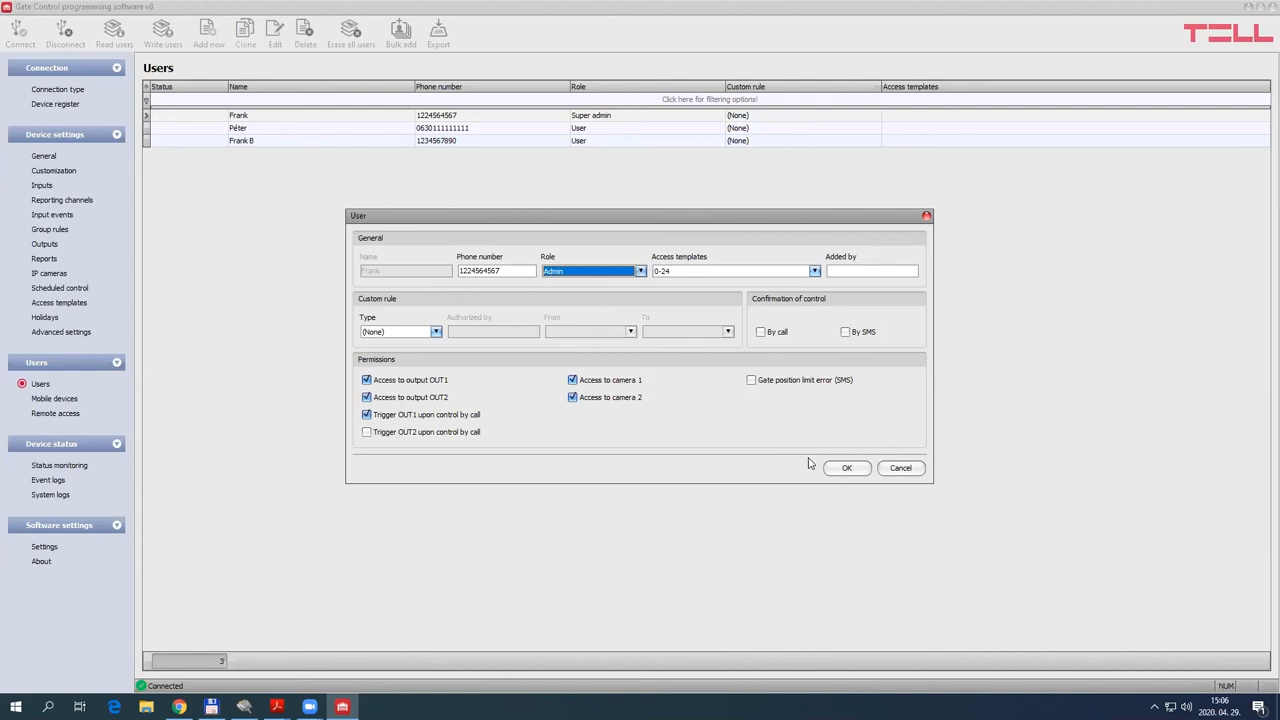 Gate Control programming software v8
Connect Disconnect Read users Write users Add new Clone Edit Delete Erase all users Bulk add Export
TELL
Connection
Connection type
Device register
Device settings
General
Customization
Inputs
Reporting channels
Input events
Group rules
Outputs
Reports
IP cameras
Scheduled control
Access templates
Holidays
Advanced settings
Users
Users
Mobile devices
Remote access
Device status
Status monitoring
Event logs
System logs
Software settings
Settings
About
Users
Status Name Phone number Role Custom rule Access templates
Click here for filtering options!
Frank 1224564567 Super admin (None)
Péter 0630111111111 User (None)
Frank B 1234567890 User (None)
User
General
Name Phone number Role Access templates Added by
Frank 1224564567 Admin 0-24
Custom rule
Type Authorized by From To
(None)
Confirmation of control
By call By SMS
Permissions
Access to output OUT1 Access to camera 1 Gate position limit error (SMS)
Access to output OUT2 Access to camera 2
Trigger OUT1 upon control by call
Trigger OUT2 upon control by call
OK Cancel
3
Connected NUM
15:06
2020. 04. 29.
1